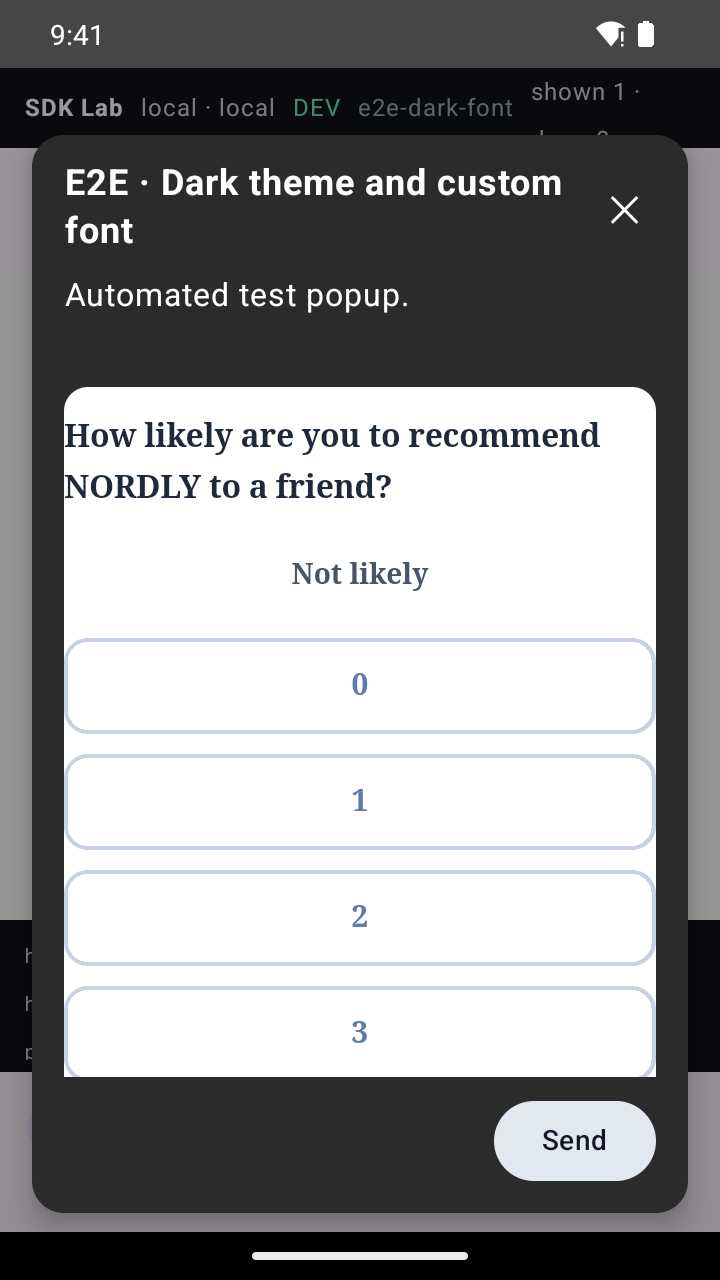 9:41
SDK Lab local · local DEV e2e-dark-font shown 1 ·
E2E · Dark theme and custom
font
Automated test popup.
How likely are you to recommend
NORDLY to a friend?
Not likely
0
1
2
3
Send